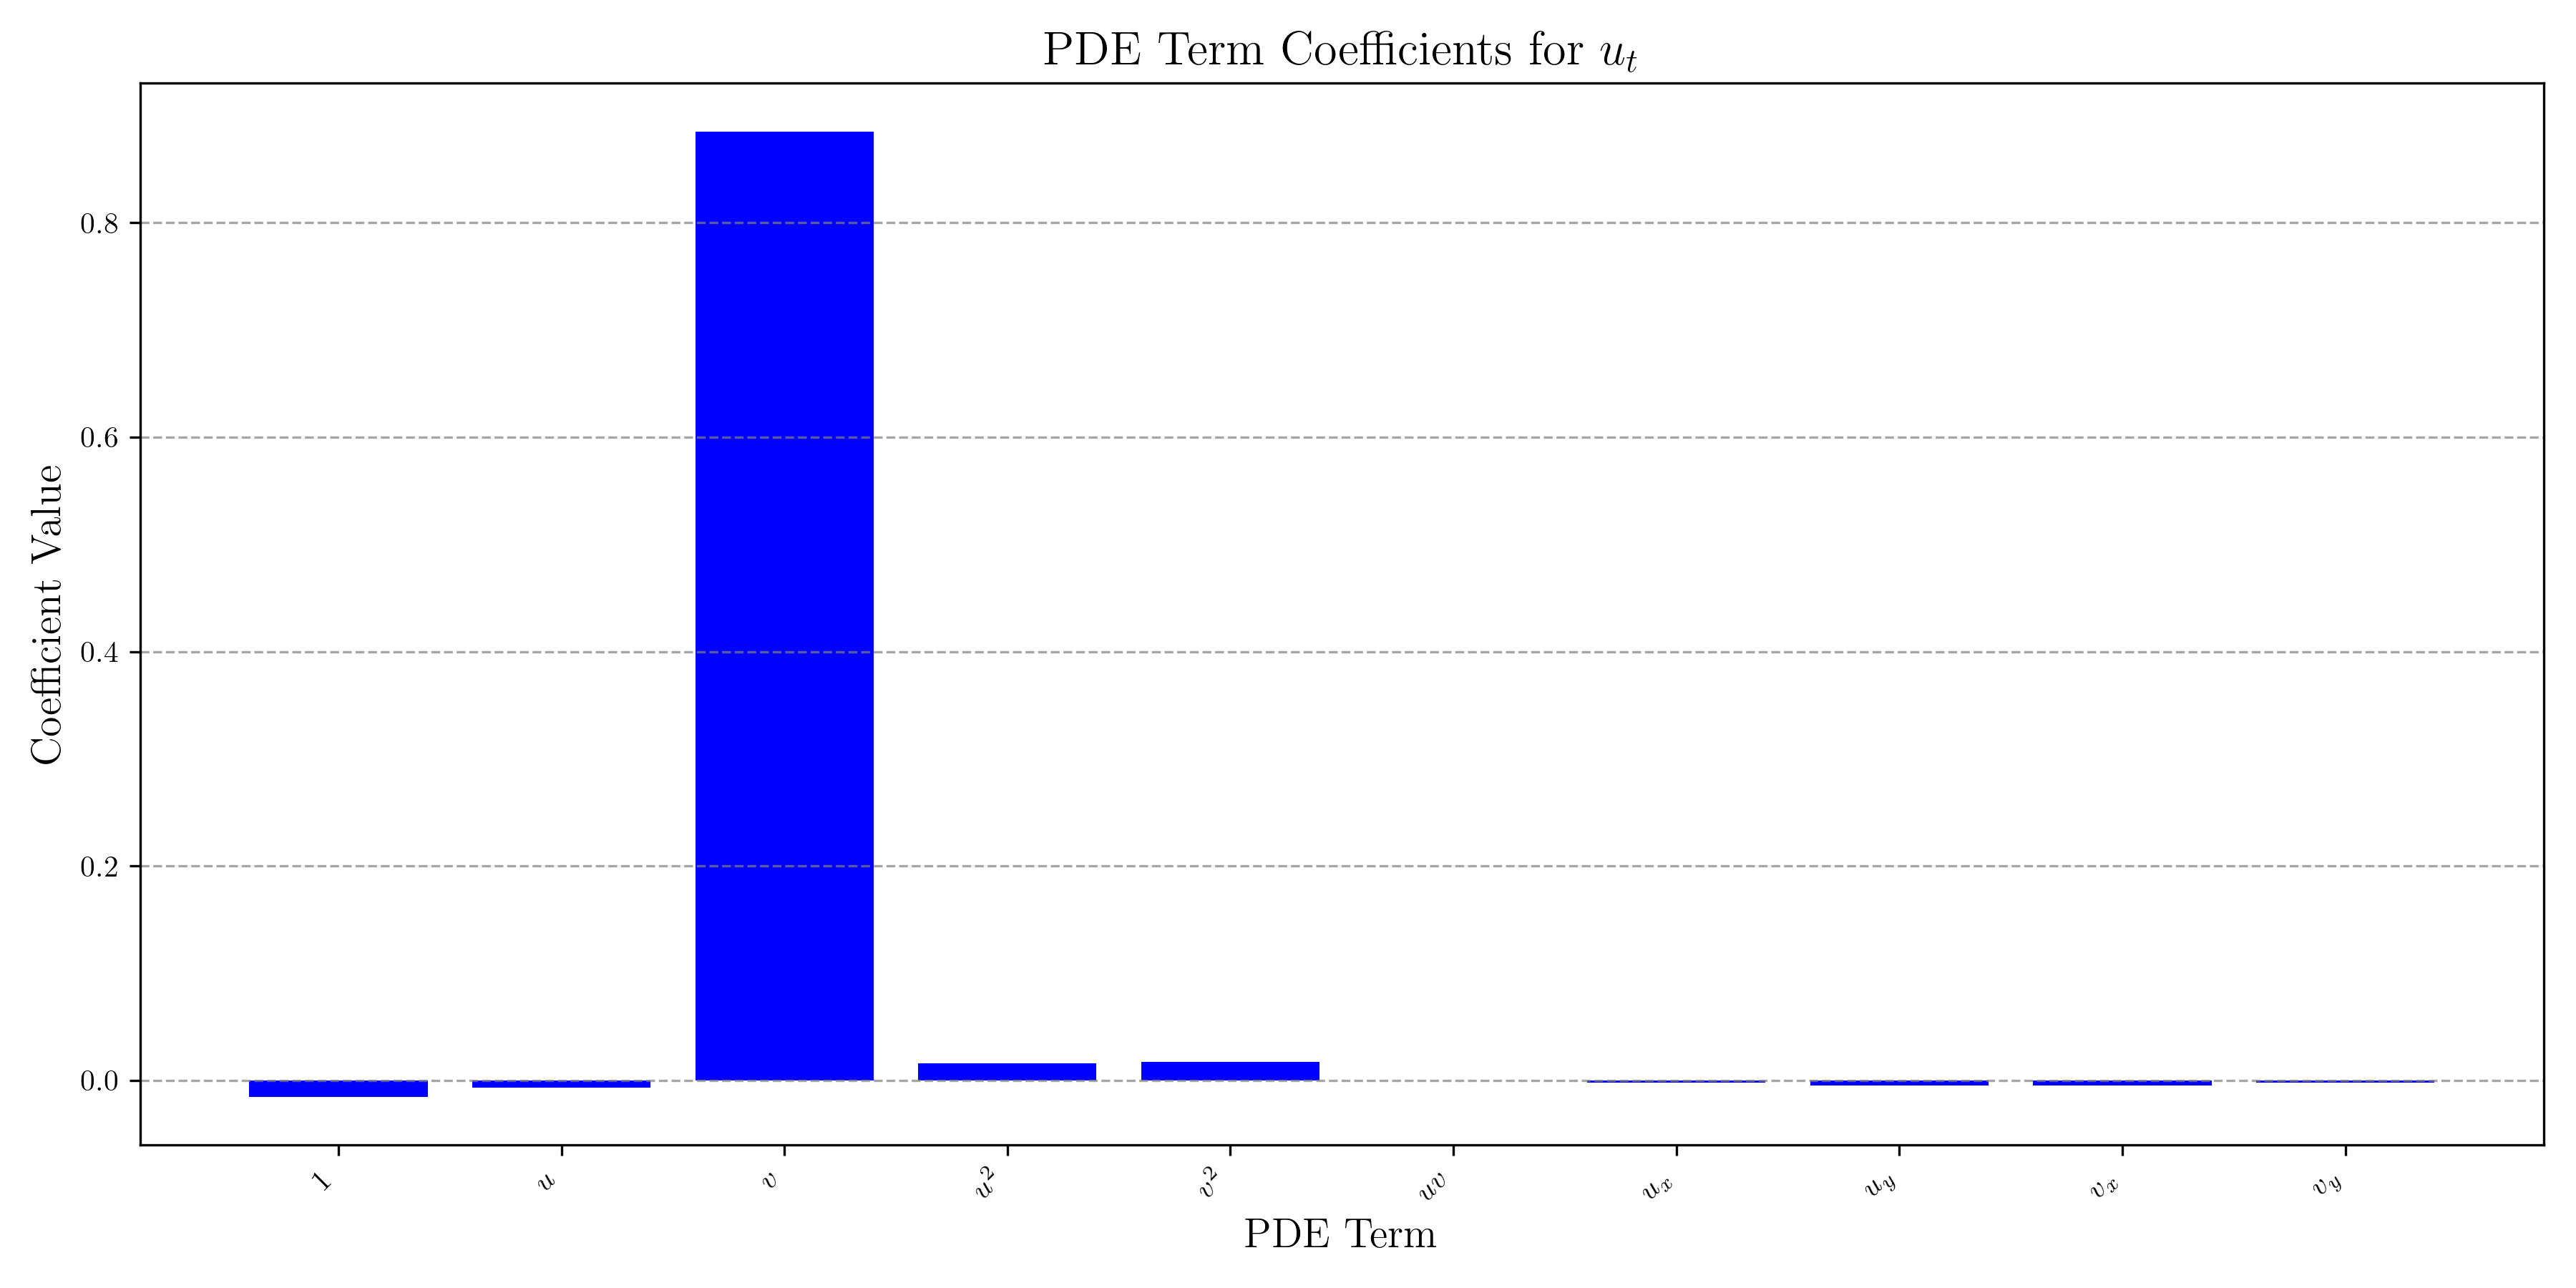 PDE Term Coefficients for $u_t$
Coefficient Value
0.8
0.6
0.4
0.2
0.0
1 $u$ $v$ $u^2$ $v^2$ $uv$ $u_x$ $u_y$ $v_x$ $v_y$
PDE Term